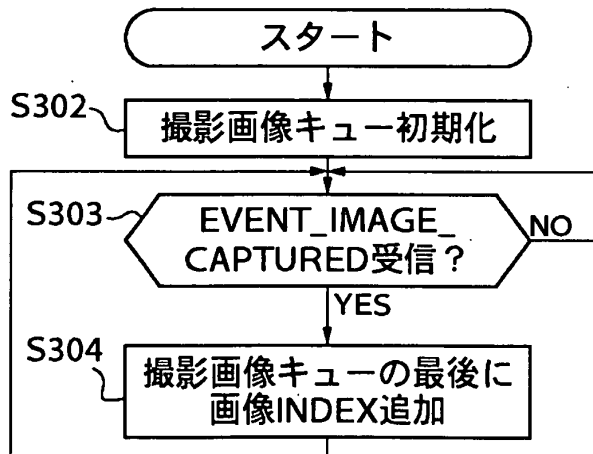 スタート
S302
撮影画像キュー初期化
S303
EVENT_IMAGE_
CAPTURED受信?
NO
YES
S304
撮影画像キューの最後に
画像INDEX追加